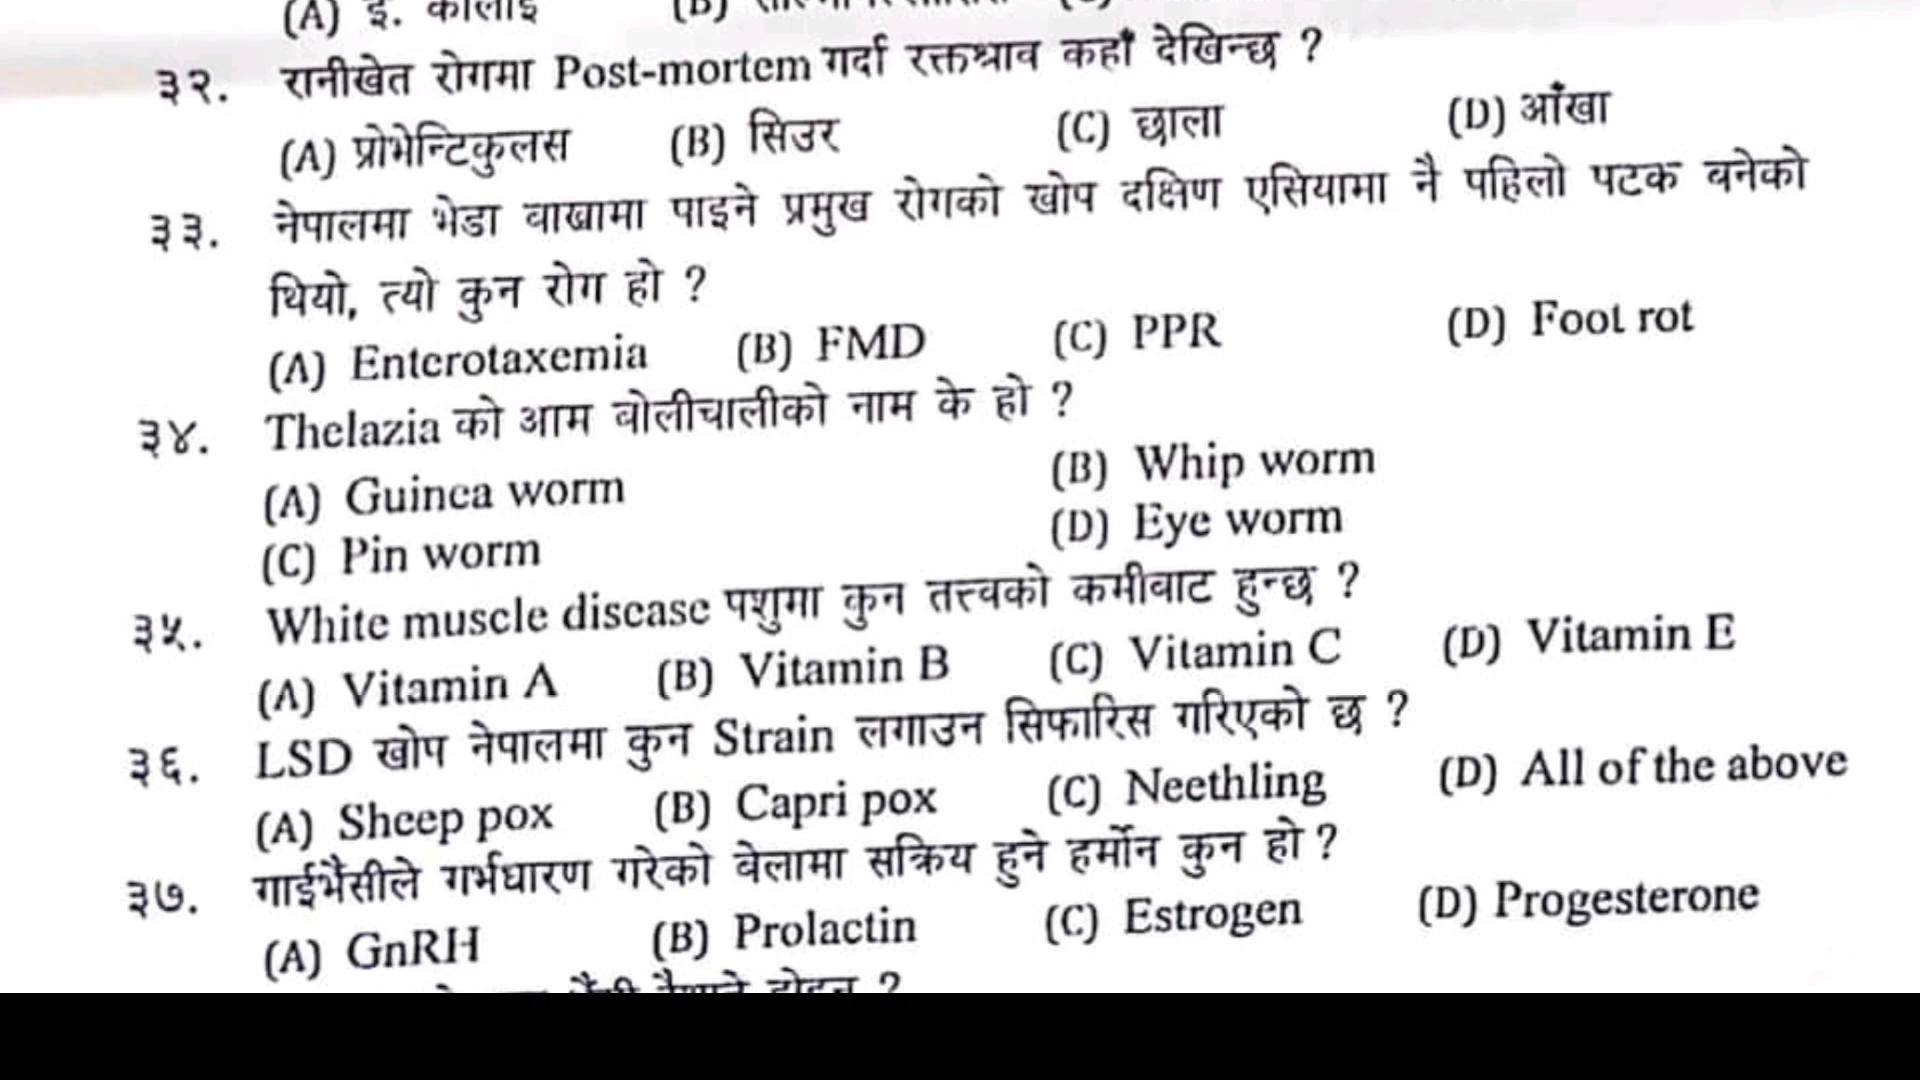 (A) ई. कोलाई (B)
३२. रानीखेत रोगमा Post-mortem गर्दा रक्तश्राव कहाँ देखिन्छ ?
(A) प्रोभेन्टिकुलस (B) सिउर (C) छाला (D) आँखा
३३. नेपालमा भेडा वाख्रामा पाइने प्रमुख रोगको खोप दक्षिण एसियामा नै पहिलो पटक बनेको
थियो, त्यो कुन रोग हो ?
(A) Enterotaxemia (B) FMD (C) PPR (D) Foot rot
३४. Thelazia को आम बोलीचालीको नाम के हो ?
(A) Guinea worm (B) Whip worm
(C) Pin worm (D) Eye worm
३५. White muscle disease पशुमा कुन तत्त्वको कमीबाट हुन्छ ?
(A) Vitamin A (B) Vitamin B (C) Vitamin C (D) Vitamin E
३६. LSD खोप नेपालमा कुन Strain लगाउन सिफारिस गरिएको छ ?
(A) Sheep pox (B) Capri pox (C) Neethling (D) All of the above
३७. गाईभैंसीले गर्भधारण गरेको बेलामा सक्रिय हुने हर्मोन कुन हो ?
(A) GnRH (B) Prolactin (C) Estrogen (D) Progesterone